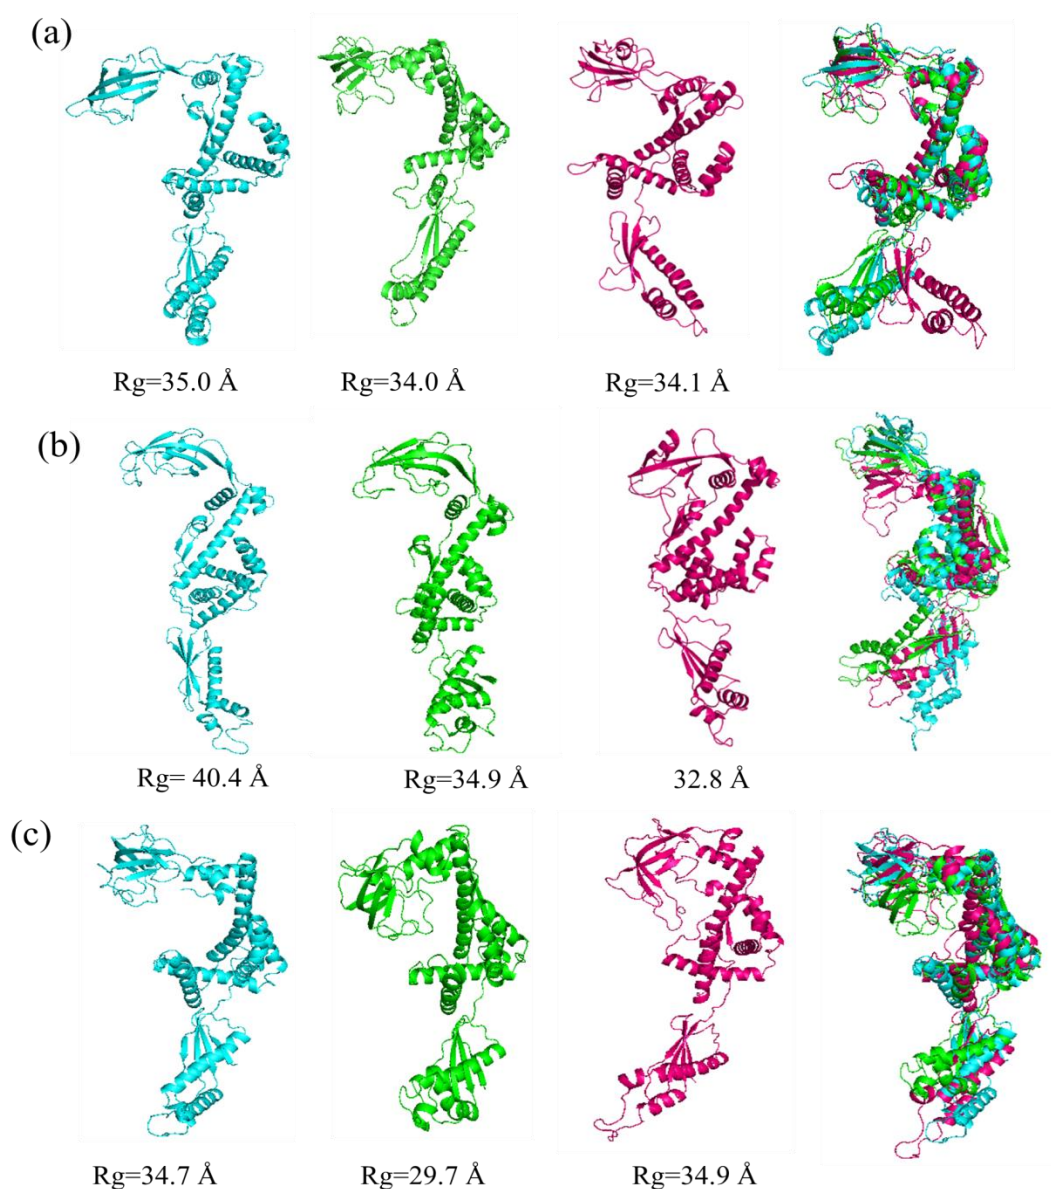 (a)
Rg=35.0 Å Rg=34.0 Å Rg=34.1 Å
(b)
Rg= 40.4 Å Rg=34.9 Å 32.8 Å
(c)
Rg=34.7 Å Rg=29.7 Å Rg=34.9 Å